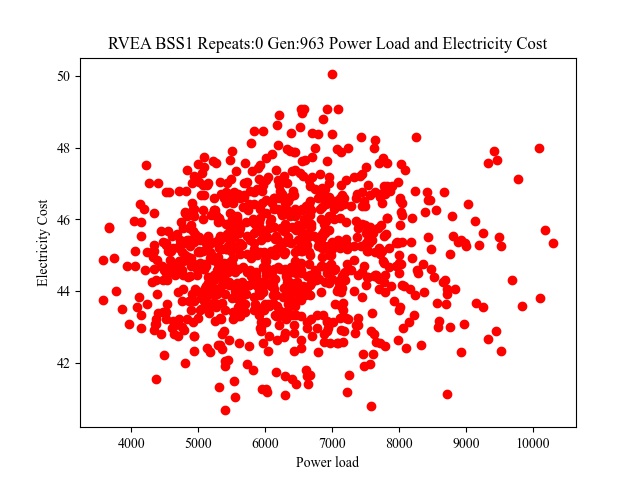 RVEA BSS1 Repeats:0 Gen:963 Power Load and Electricity Cost
50
48
46
44
42
Electricity Cost
4000 5000 6000 7000 8000 9000 10000
Power load